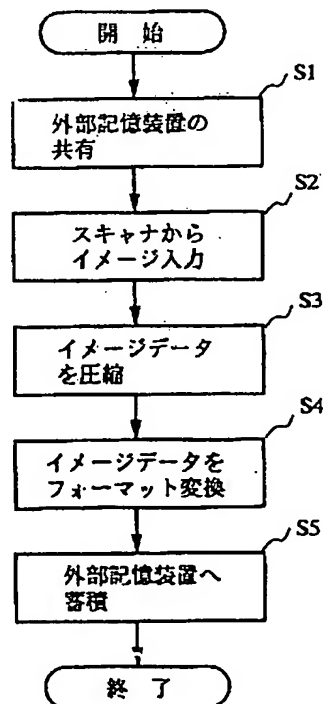 開 始
S1
外部記憶装置の
共有
S2
スキャナから
イメージ入力
S3
イメージデータ
を圧縮
S4
イメージデータを
フォーマット変換
S5
外部記憶装置へ
蓄積
終 了